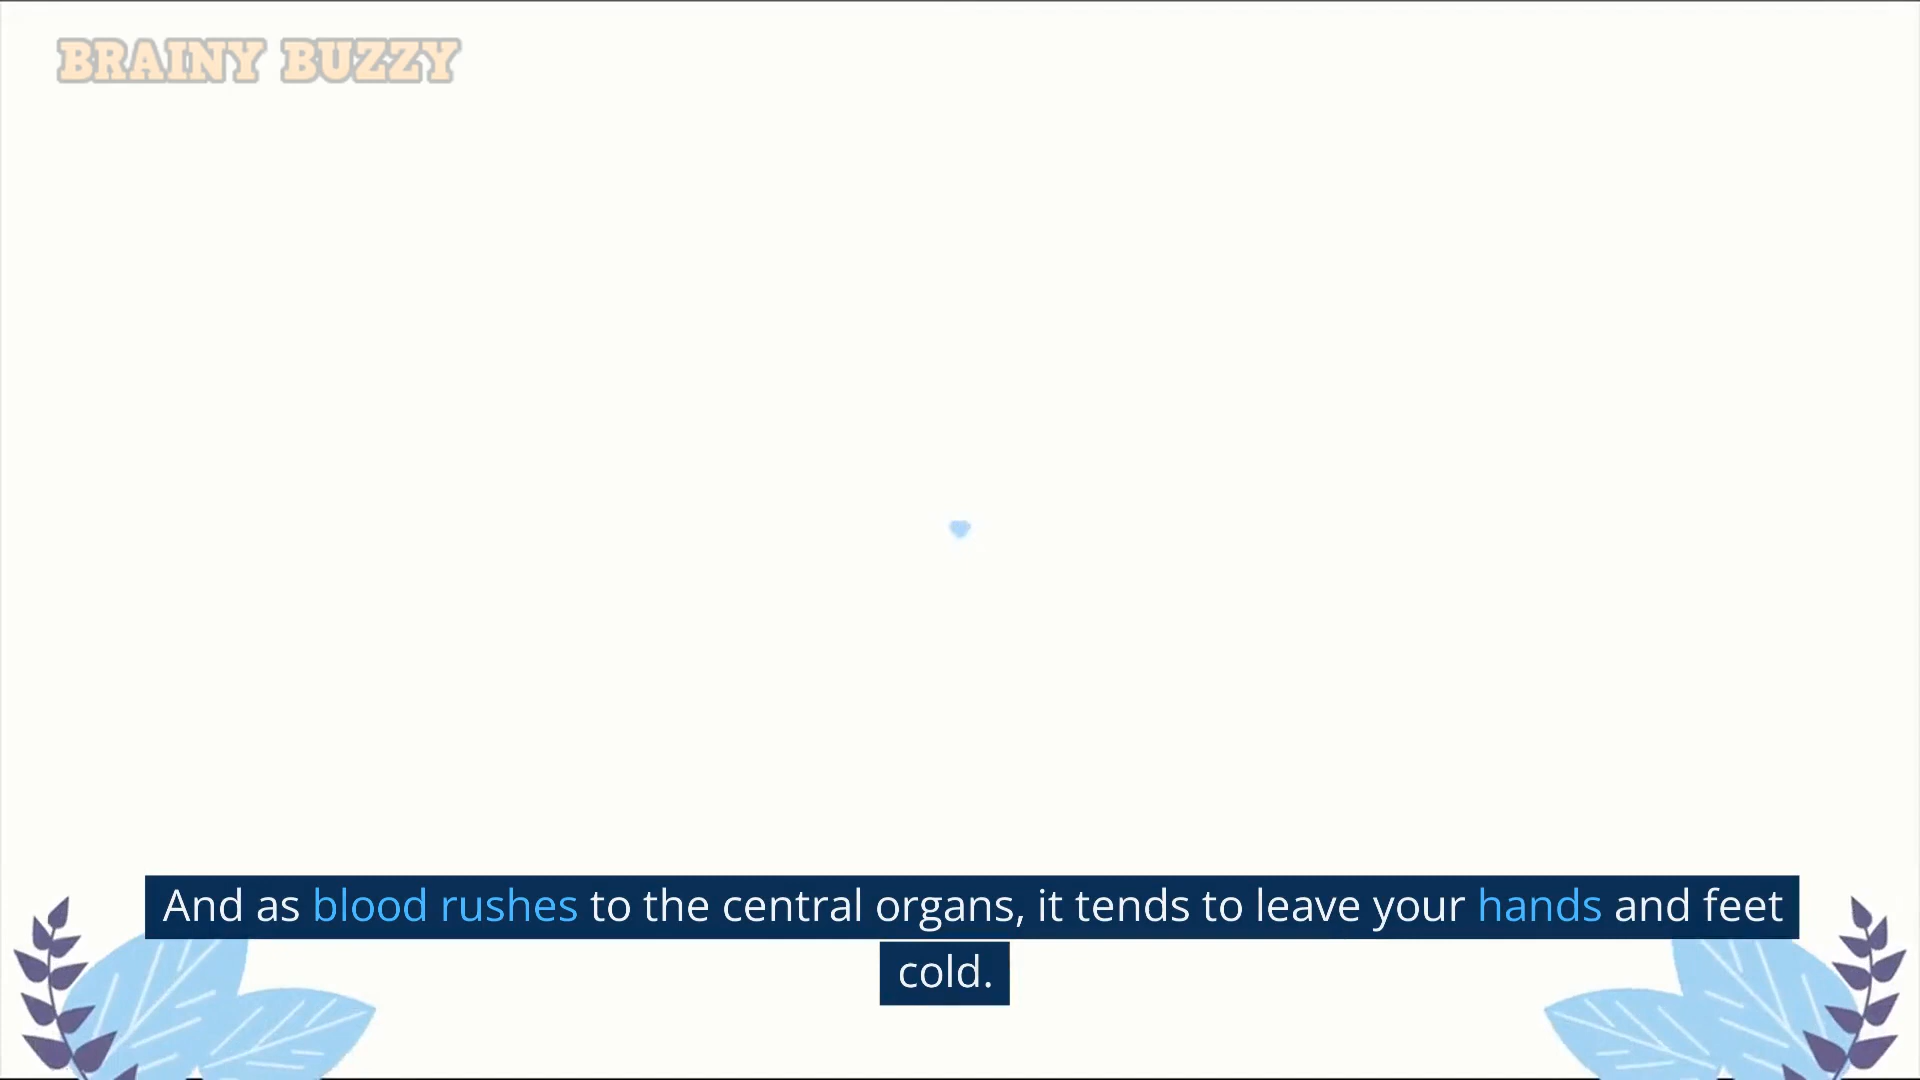 BRAINY BUZZY
And as blood rushes to the central organs, it tends to leave your hands and feet
cold.